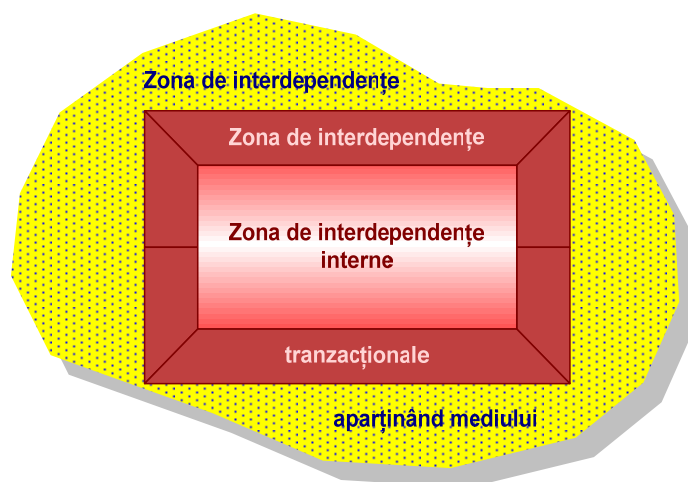 Zona de interdependențe
Zona de interdependențe
Zona de interdependențe
interne
tranzacționale
aparținând mediului